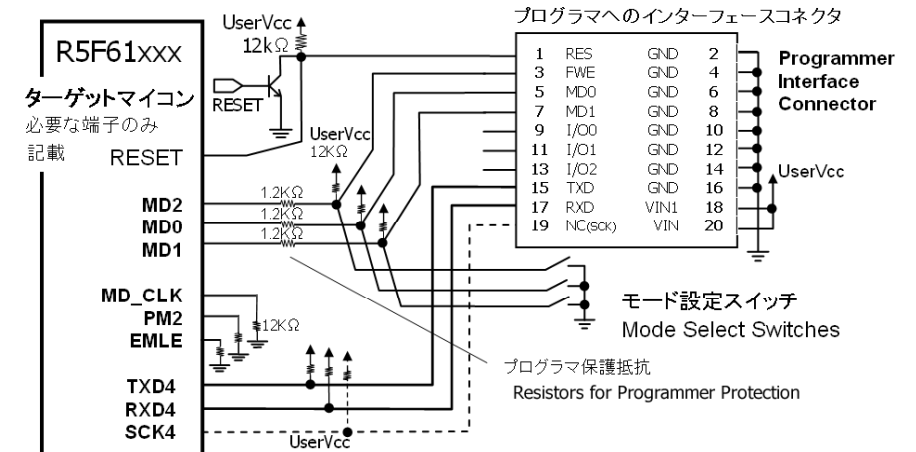 プログラマへのインターフェースコネクタ
UserVcc
12kΩ
R5F61xxx
ターゲットマイコン
必要な端子のみ
記載
RESET
RESET
UserVcc
12KΩ
1 RES GND 2
3 FWE GND 4
5 MD0 GND 6
7 MD1 GND 8
9 I/O0 GND 10
11 I/O1 GND 12
13 I/O2 GND 14
15 TXD GND 16
17 RXD VIN1 18
19 NC(SCK) VIN 20
Programmer
Interface
Connector
UserVcc
MD2
1.2KΩ
MD0
1.2KΩ
MD1
1.2KΩ
MD_CLK
PM2
12KΩ
EMLE
モード設定スイッチ
Mode Select Switches
プログラマ保護抵抗
Resistors for Programmer Protection
TXD4
RXD4
SCK4
UserVcc